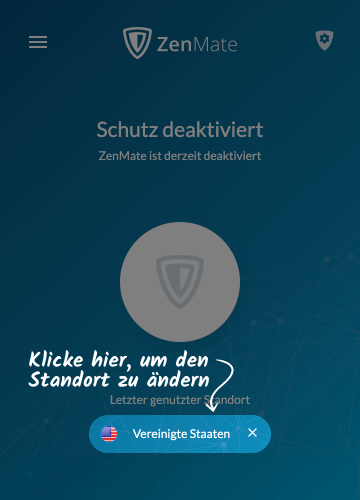 ZenMate
Schutz deaktiviert
ZenMate ist derzeit deaktiviert
Klicke hier, um den
Standort zu ändern
Letzter genutzter Standort
Vereinigte Staaten